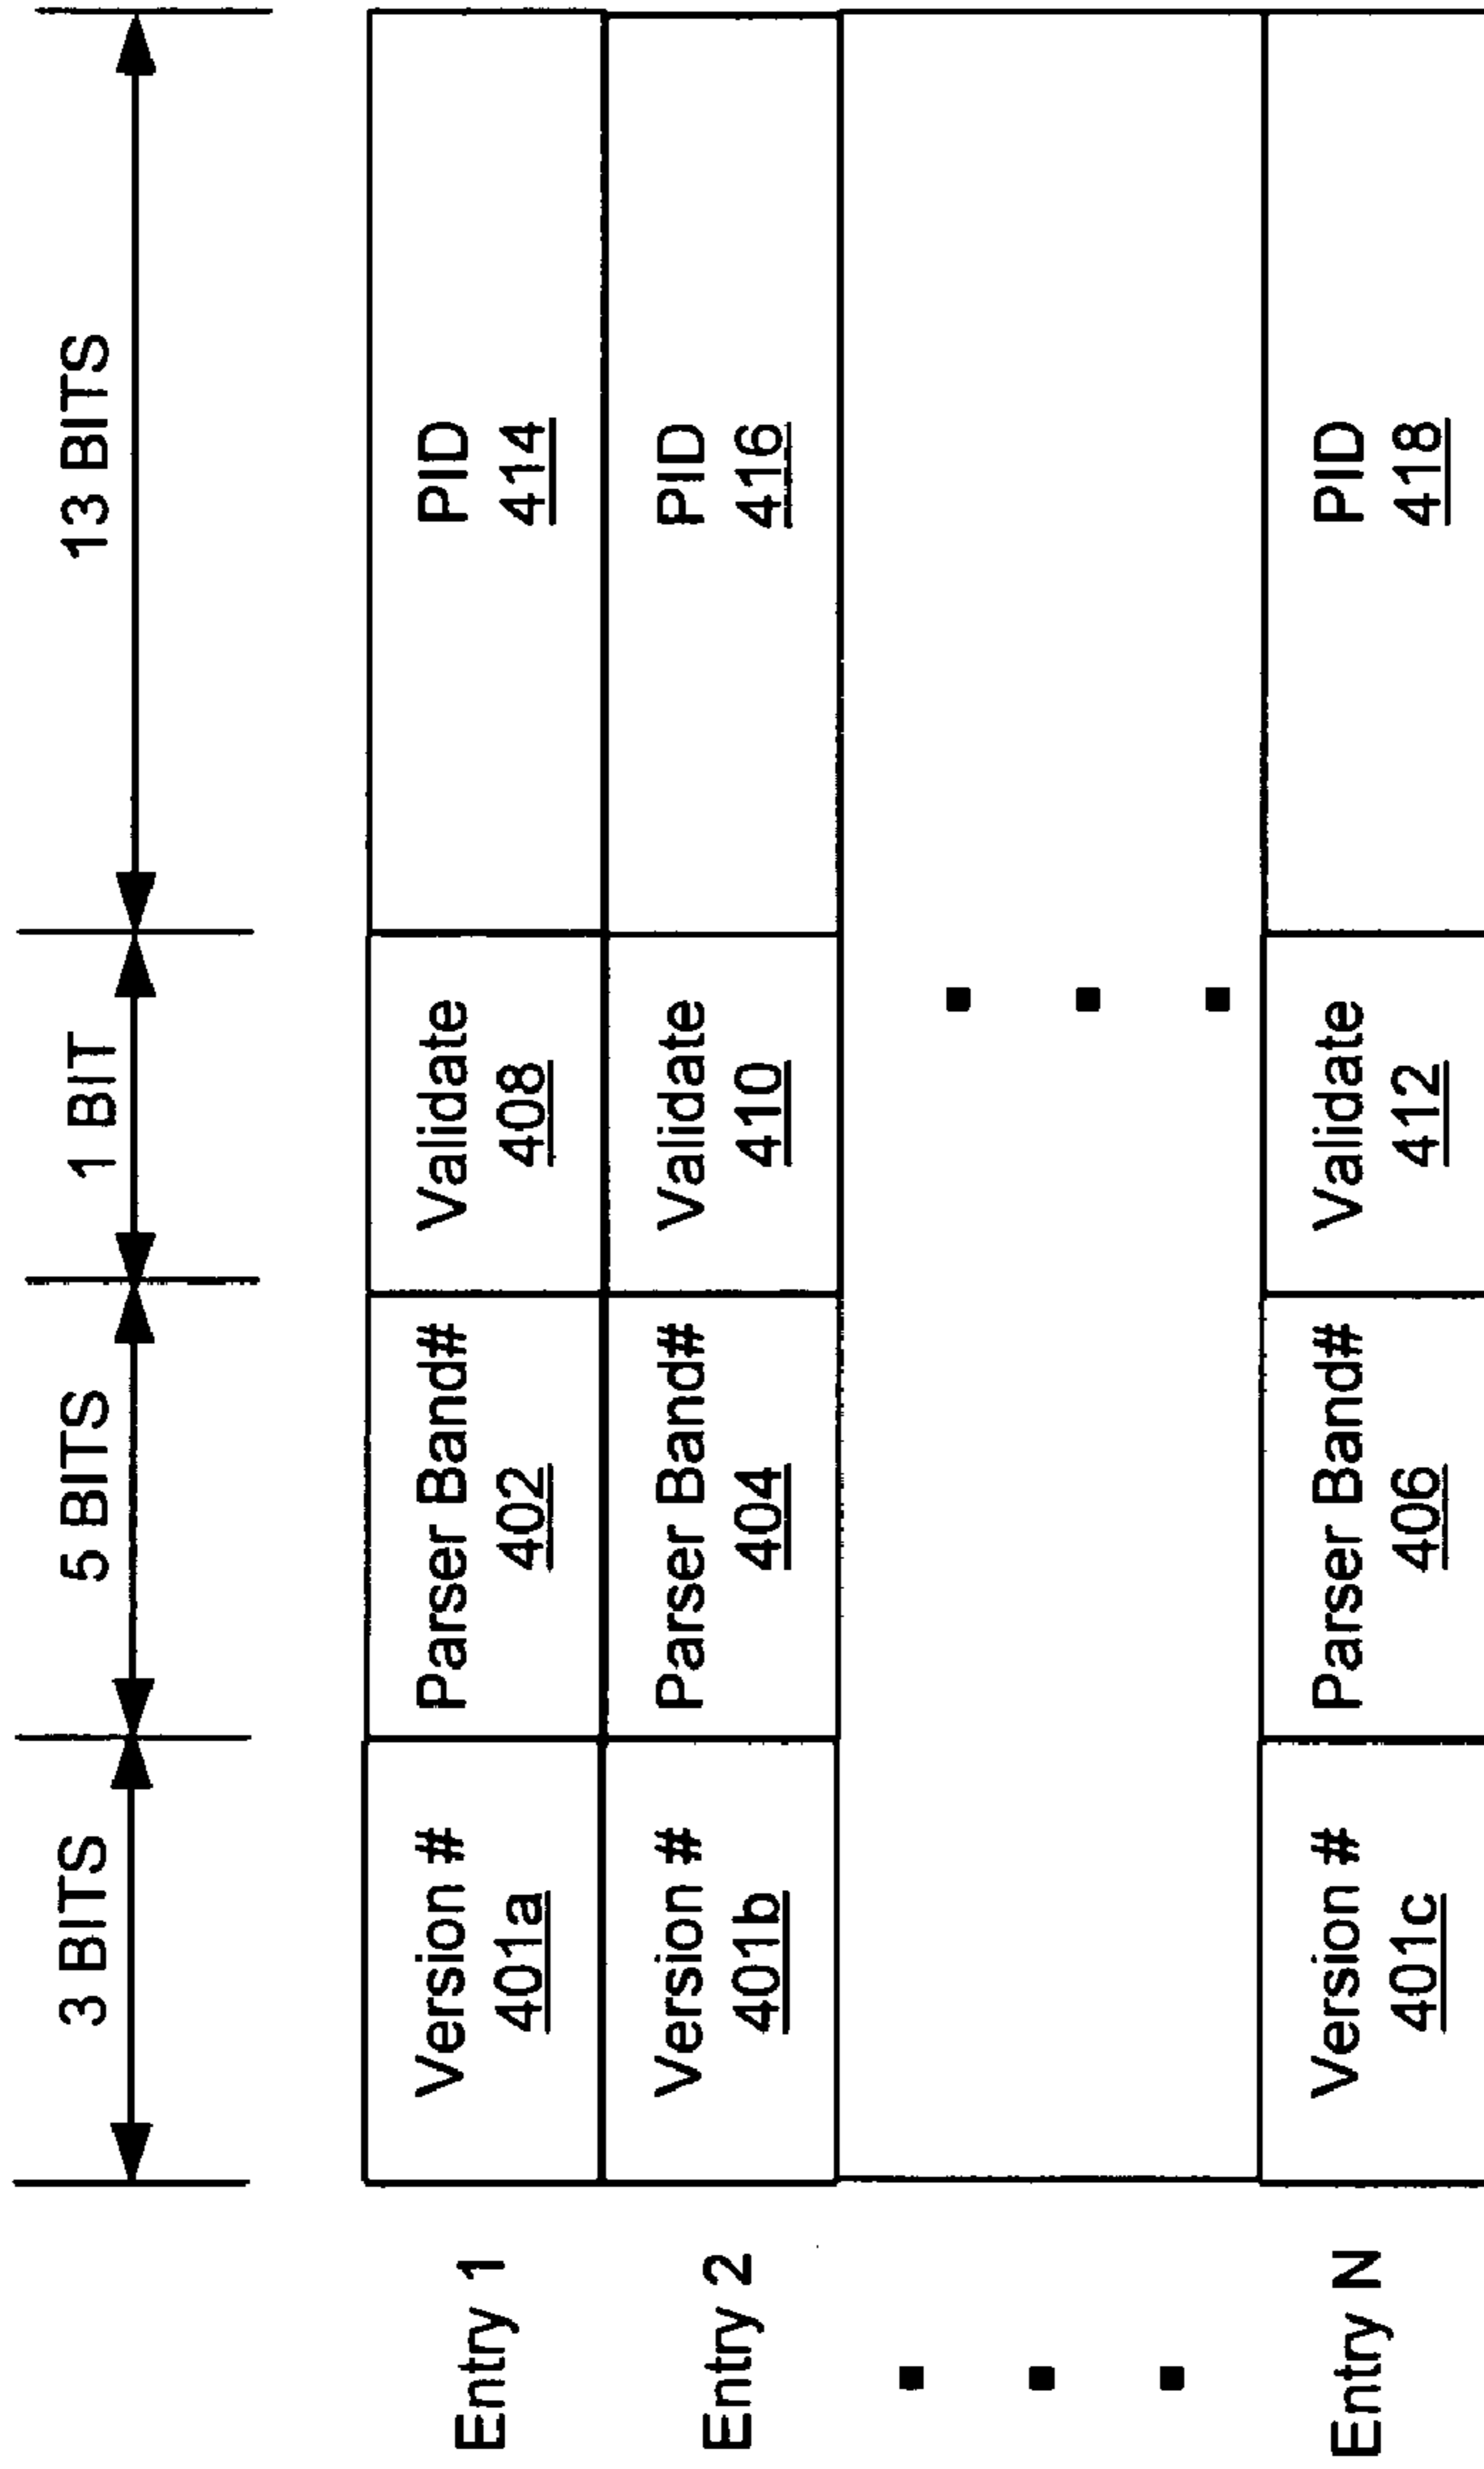 3 BITS
5 BITS
1 BIT
13 BITS
Entry 1
Version #
401a
Parser Band#
402
Validate
408
PID
414
Entry 2
Version #
401b
Parser Band#
404
Validate
410
PID
416
Entry N
Version #
401c
Parser Band#
406
Validate
412
PID
418